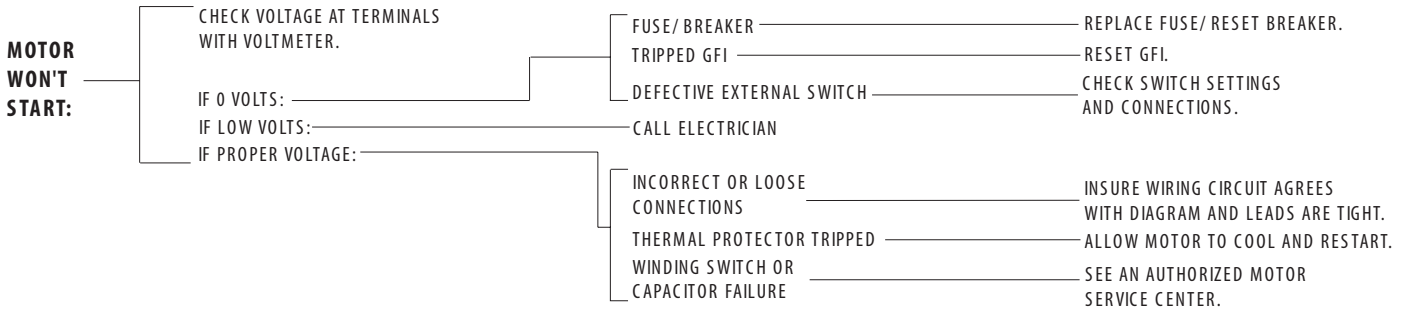 MOTOR
WON'T
START:
CHECK VOLTAGE AT TERMINALS
WITH VOLTMETER.
IF 0 VOLTS:
FUSE/ BREAKER
REPLACE FUSE/ RESET BREAKER.
TRIPPED GFI
RESET GFI.
DEFECTIVE EXTERNAL SWITCH
CHECK SWITCH SETTINGS
AND CONNECTIONS.
IF LOW VOLTS:
CALL ELECTRICIAN
IF PROPER VOLTAGE:
INCORRECT OR LOOSE
CONNECTIONS
INSURE WIRING CIRCUIT AGREES
WITH DIAGRAM AND LEADS ARE TIGHT.
THERMAL PROTECTOR TRIPPED
ALLOW MOTOR TO COOL AND RESTART.
WINDING SWITCH OR
CAPACITOR FAILURE
SEE AN AUTHORIZED MOTOR
SERVICE CENTER.